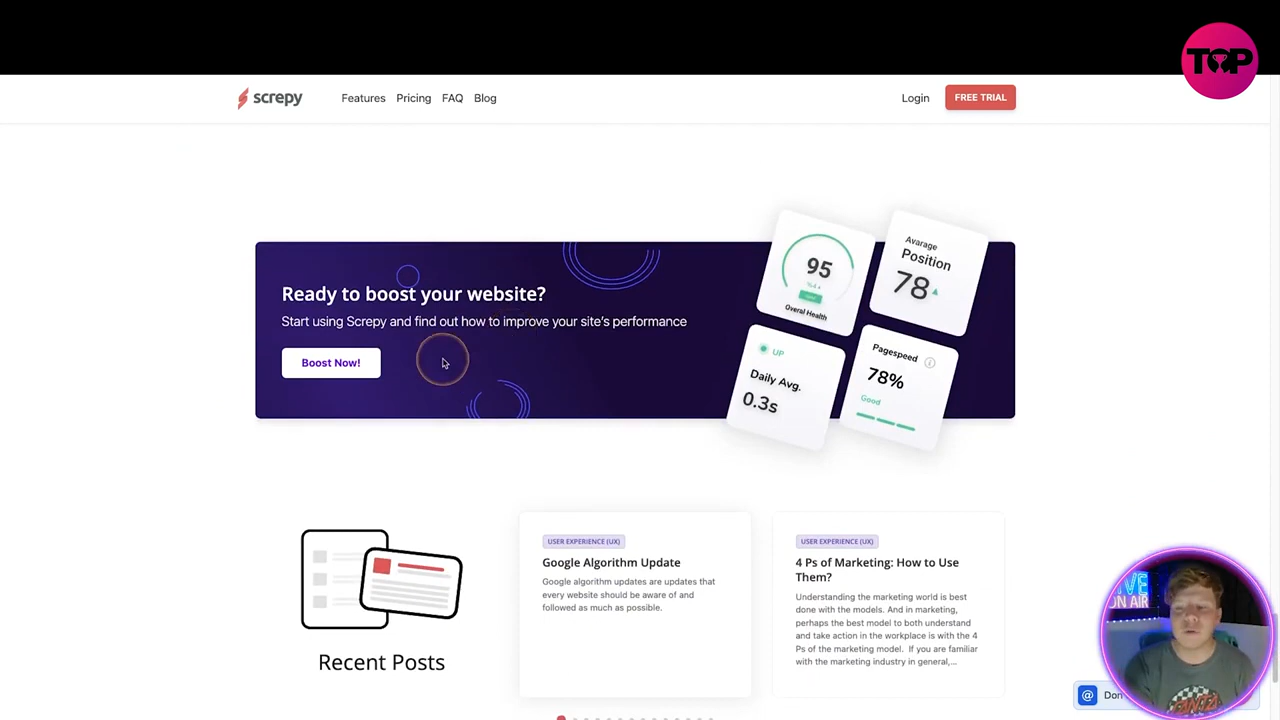 TOP
screpy
Features
Pricing
FAQ
Blog
Login
FREE TRIAL
Ready to boost your website?
Start using Screpy and find out how to improve your site's performance
Boost Now!
95
Overal Health
Avarage
Position
78
UP
Daily Avg.
0.3s
Pagespeed
78%
Good
Recent Posts
USER EXPERIENCE (UX)
Google Algorithm Update
Google algorithm updates are updates that
every website should be aware of and
followed as much as possible.
USER EXPERIENCE (UX)
4 Ps of Marketing: How to Use
Them?
Understanding the marketing world is best
done with the models. And in marketing,
perhaps the best model to both understand
and take action in the workplace is with the 4
Ps of the marketing model. If you are familiar
with the marketing industry in general,...
ON AIR
@
Don